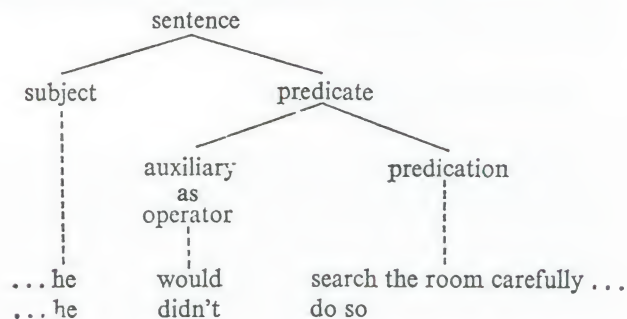 sentence
subject predicate
auxiliary predication
as
operator
... he would search the room carefully ...
... he didn't do so